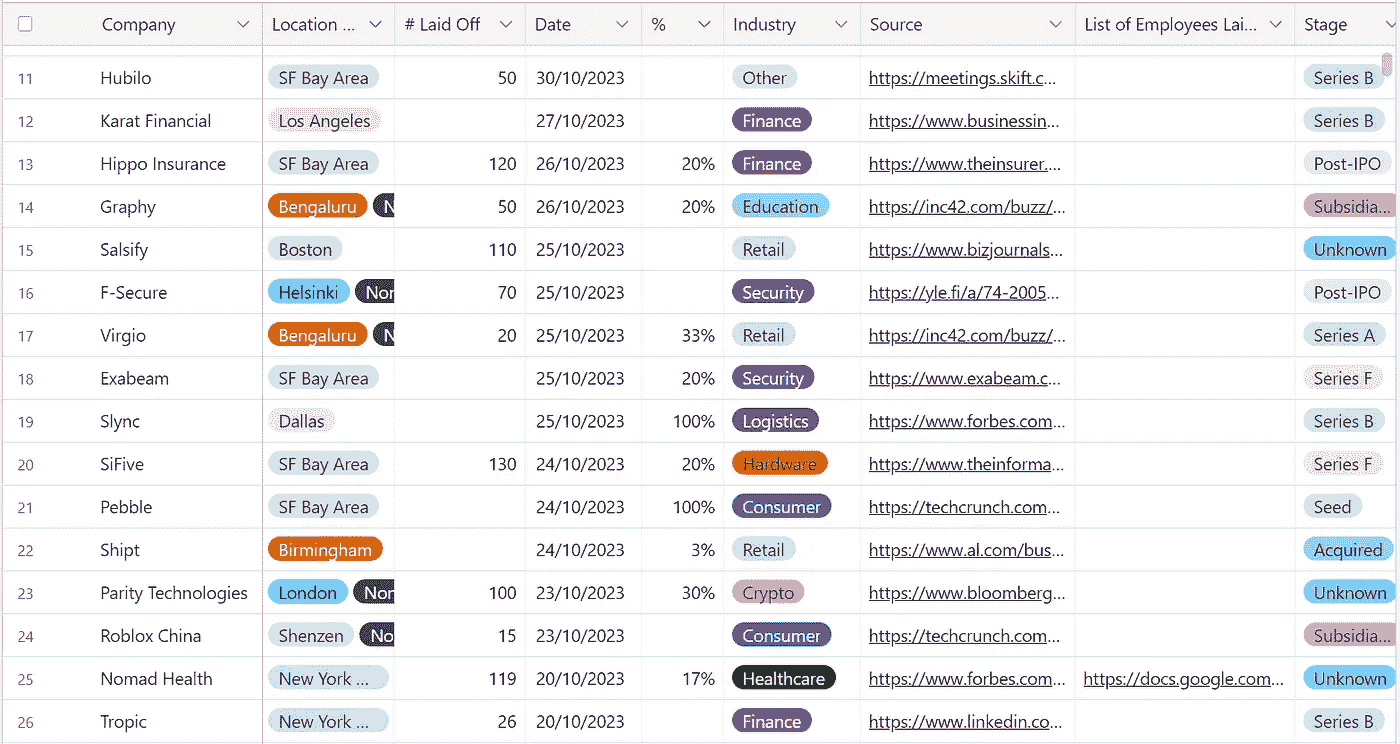 Company Location ... # Laid Off Date % Industry Source List of Employees Lai... Stage
11 Hubilo SF Bay Area 50 30/10/2023 Other https://meetings.skift.c... Series B
12 Karat Financial Los Angeles 27/10/2023 Finance https://www.businessin... Series B
13 Hippo Insurance SF Bay Area 120 26/10/2023 20% Finance https://www.theinsurer.... Post-IPO
14 Graphy Bengaluru N 50 26/10/2023 20% Education https://inc42.com/buzz/... Subsidia...
15 Salsify Boston 110 25/10/2023 Retail https://www.bizjournals... Unknown
16 F-Secure Helsinki Nor 70 25/10/2023 Security https://yle.fi/a/74-2005... Post-IPO
17 Virgio Bengaluru N 20 25/10/2023 33% Retail https://inc42.com/buzz/... Series A
18 Exabeam SF Bay Area 25/10/2023 20% Security https://www.exabeam.c... Series F
19 Slync Dallas 25/10/2023 100% Logistics https://www.forbes.com... Series B
20 SiFive SF Bay Area 130 24/10/2023 20% Hardware https://www.theinforma... Series F
21 Pebble SF Bay Area 24/10/2023 100% Consumer https://techcrunch.com... Seed
22 Shipt Birmingham 24/10/2023 3% Retail https://www.al.com/bus... Acquired
23 Parity Technologies London Nor 100 23/10/2023 30% Crypto https://www.bloomberg... Unknown
24 Roblox China Shenzen No 15 23/10/2023 Consumer https://techcrunch.com... Subsidia...
25 Nomad Health New York ... 119 20/10/2023 17% Healthcare https://www.forbes.com... https://docs.google.com... Unknown
26 Tropic New York ... 26 20/10/2023 Finance https://www.linkedin.co... Series B